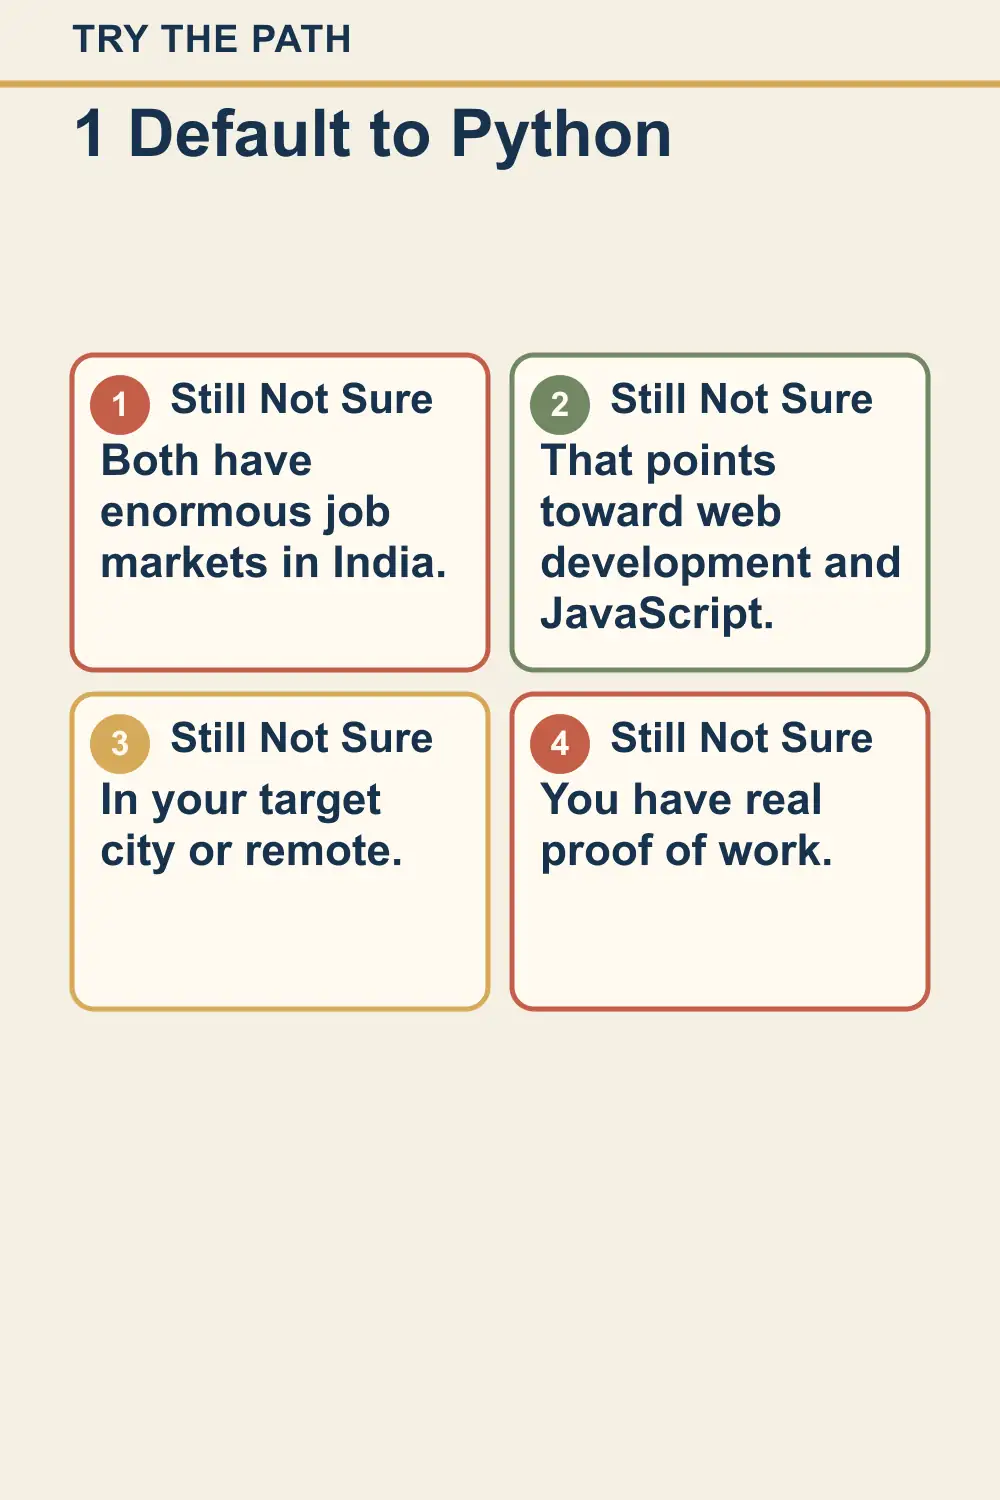 TRY THE PATH
1 Default to Python
1 Still Not Sure
Both have
enormous job
markets in India.
2 Still Not Sure
That points
toward web
development and
JavaScript.
3 Still Not Sure
In your target
city or remote.
4 Still Not Sure
You have real
proof of work.